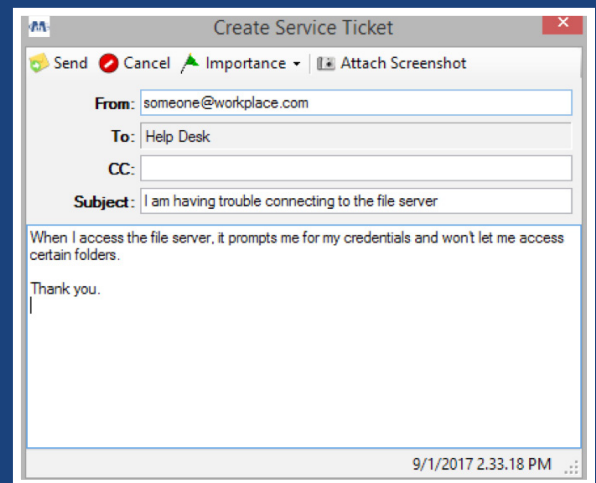 Create Service Ticket
Send Cancel Importance Attach Screenshot
From: someone@workplace.com
To: Help Desk
CC:
Subject: I am having trouble connecting to the file server
When I access the file server, it prompts me for my credentials and won't let me access
certain folders.
Thank you.
9/1/2017 2.33.18 PM